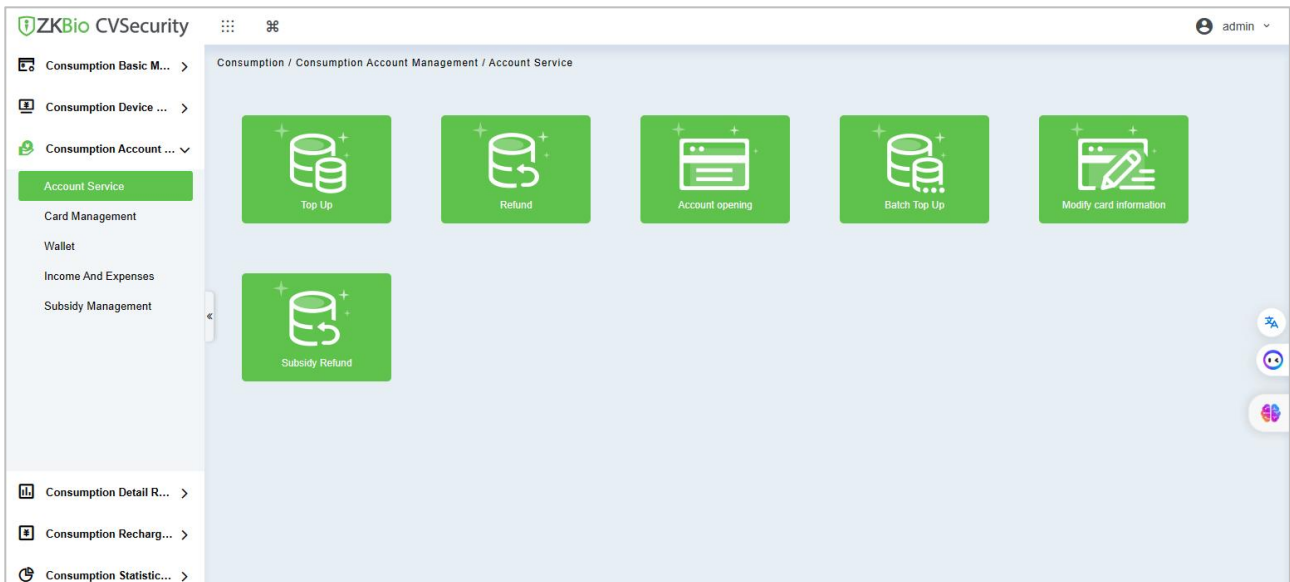 ZKBio CVSecurity
admin
Consumption Basic M...
Consumption Device ...
Consumption Account ...
Account Service
Card Management
Wallet
Income And Expenses
Subsidy Management
Consumption Detail R...
Consumption Recharg...
Consumption Statistic...
Consumption / Consumption Account Management / Account Service
Top Up
Refund
Account opening
Batch Top Up
Modify card information
Subsidy Refund